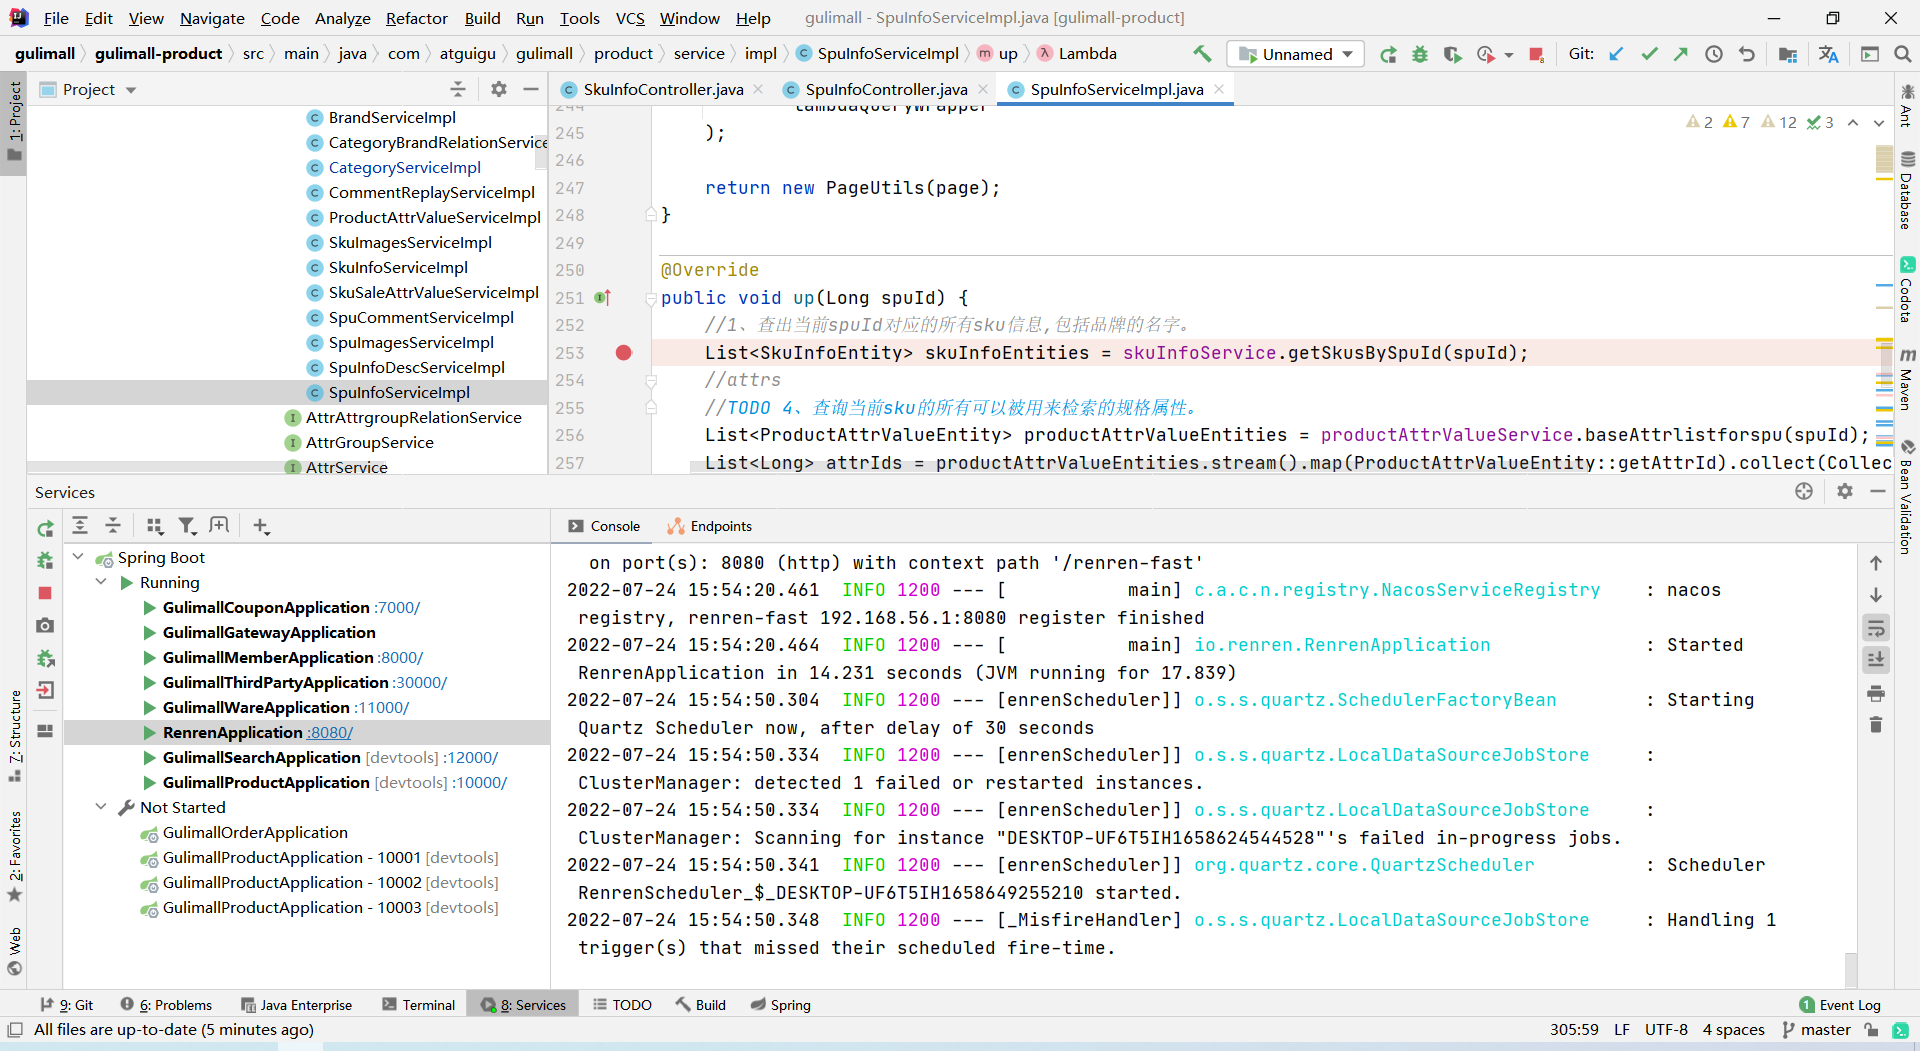 File Edit View Navigate Code Analyze Refactor Build Run Tools VCS Window Help gulimall - SpuInfoServiceImpl.java [gulimall-product]
gulimall gulimall-product src main java com atguigu gulimall product service impl SpuInfoServiceImpl up Lambda Unnamed Git:
1: Project
Project
SkuInfoController.java SpuInfoController.java SpuInfoServiceImpl.java
BrandServiceImpl
CategoryBrandRelationService
CategoryServiceImpl
CommentReplayServiceImpl
ProductAttrValueServiceImpl
SkuImagesServiceImpl
SkuInfoServiceImpl
SkuSaleAttrValueServiceImpl
SpuCommentServiceImpl
SpuImagesServiceImpl
SpuInfoDescServiceImpl
SpuInfoServiceImpl
AttrAttrgroupRelationService
AttrGroupService
AttrService
2 7 12 3
244 lambdaQueryWrapper
245 );
246
247 return new PageUtils(page);
248 }
249
250 @Override
251 public void up(Long spuId) {
252 //1、查出当前spuId对应的所有sku信息,包括品牌的名字。
253 List<SkuInfoEntity> skuInfoEntities = skuInfoService.getSkusBySpuId(spuId);
254 //attrs
255 //TODO 4、查询当前sku的所有可以被用来检索的规格属性。
256 List<ProductAttrValueEntity> productAttrValueEntities = productAttrValueService.baseAttrlistforspu(spuId);
257 List<Long> attrIds = productAttrValueEntities.stream().map(ProductAttrValueEntity::getAttrId).collect(Collec
Ant
Database
Codota
Maven
Bean Validation
Services
Spring Boot
Running
GulimallCouponApplication :7000/
GulimallGatewayApplication
GulimallMemberApplication :8000/
GulimallThirdPartyApplication :30000/
GulimallWareApplication :11000/
RenrenApplication :8080/
GulimallSearchApplication [devtools] :12000/
GulimallProductApplication [devtools] :10000/
Not Started
GulimallOrderApplication
GulimallProductApplication - 10001 [devtools]
GulimallProductApplication - 10002 [devtools]
GulimallProductApplication - 10003 [devtools]
7: Structure
2: Favorites
Web
Console Endpoints
on port(s): 8080 (http) with context path '/renren-fast'
2022-07-24 15:54:20.461 INFO 1200 --- [ main] c.a.c.n.registry.NacosServiceRegistry : nacos
registry, renren-fast 192.168.56.1:8080 register finished
2022-07-24 15:54:20.464 INFO 1200 --- [ main] io.renren.RenrenApplication : Started
RenrenApplication in 14.231 seconds (JVM running for 17.839)
2022-07-24 15:54:50.304 INFO 1200 --- [enrenScheduler]] o.s.s.quartz.SchedulerFactoryBean : Starting
Quartz Scheduler now, after delay of 30 seconds
2022-07-24 15:54:50.334 INFO 1200 --- [enrenScheduler]] o.s.s.quartz.LocalDataSourceJobStore :
ClusterManager: detected 1 failed or restarted instances.
2022-07-24 15:54:50.334 INFO 1200 --- [enrenScheduler]] o.s.s.quartz.LocalDataSourceJobStore :
ClusterManager: Scanning for instance "DESKTOP-UF6T5IH1658624544528"'s failed in-progress jobs.
2022-07-24 15:54:50.341 INFO 1200 --- [enrenScheduler]] org.quartz.core.QuartzScheduler : Scheduler
RenrenScheduler_$_DESKTOP-UF6T5IH1658649255210 started.
2022-07-24 15:54:50.348 INFO 1200 --- [_MisfireHandler] o.s.s.quartz.LocalDataSourceJobStore : Handling 1
trigger(s) that missed their scheduled fire-time.
9: Git 6: Problems Java Enterprise Terminal 8: Services TODO Build Spring 1 Event Log
All files are up-to-date (5 minutes ago) 305:59 LF UTF-8 4 spaces master